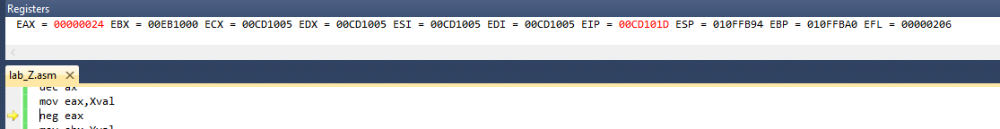 Registers
EAX = 00000024 EBX = 00EB1000 ECX = 00CD1005 EDX = 00CD1005 ESI = 00CD1005 EDI = 00CD1005 EIP = 00CD101D ESP = 010FFB94 EBP = 010FFBA0 EFL = 00000206
lab_Z.asm
dec ax
mov eax,Xval
neg eax
mov ebx,Yval